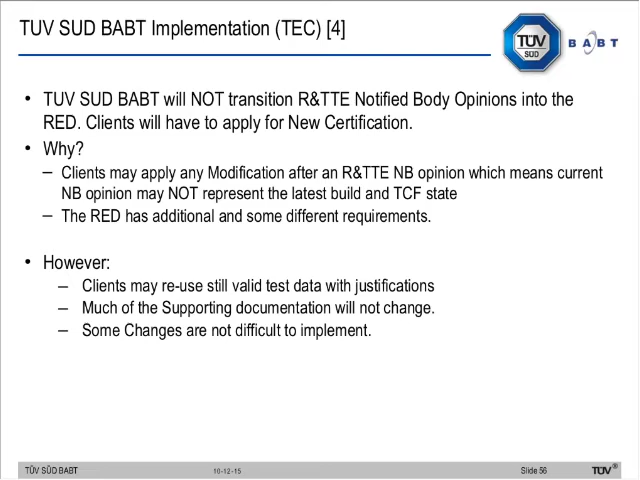 TUV SUD BABT Implementation (TEC) [4]
TÜV
SÜD
BABT
• TUV SUD BABT will NOT transition R&TTE Notified Body Opinions into the
RED. Clients will have to apply for New Certification.
• Why?
– Clients may apply any Modification after an R&TTE NB opinion which means current
NB opinion may NOT represent the latest build and TCF state
– The RED has additional and some different requirements.
• However:
– Clients may re-use still valid test data with justifications
– Much of the Supporting documentation will not change.
– Some Changes are not difficult to implement.
TÜV SÜD BABT
10-12-15
Slide 56
TÜV®